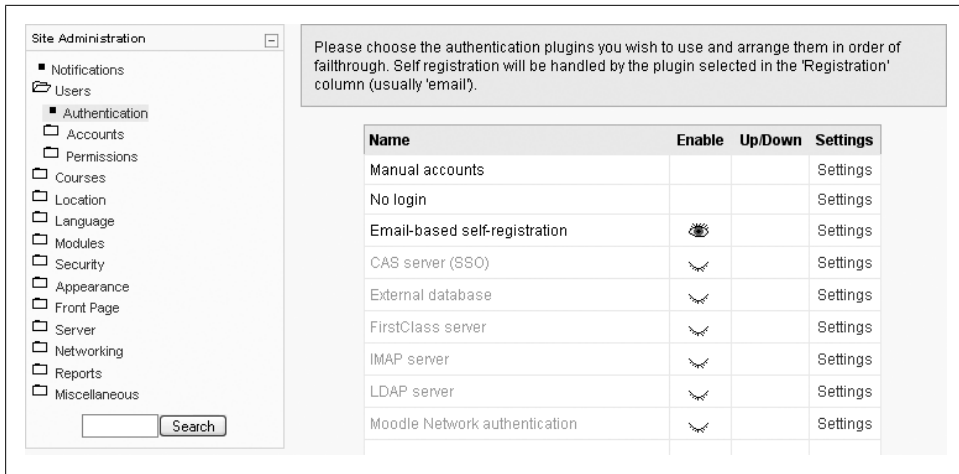 Site Administration
Notifications
Users
Authentication
Accounts
Permissions
Courses
Location
Language
Modules
Security
Appearance
Front Page
Server
Networking
Reports
Miscellaneous
Search
Please choose the authentication plugins you wish to use and arrange them in order of
failthrough. Self registration will be handled by the plugin selected in the 'Registration'
column (usually 'email').
Name Enable Up/Down Settings
Manual accounts Settings
No login Settings
Email-based self-registration Settings
CAS server (SSO) Settings
External database Settings
FirstClass server Settings
IMAP server Settings
LDAP server Settings
Moodle Network authentication Settings